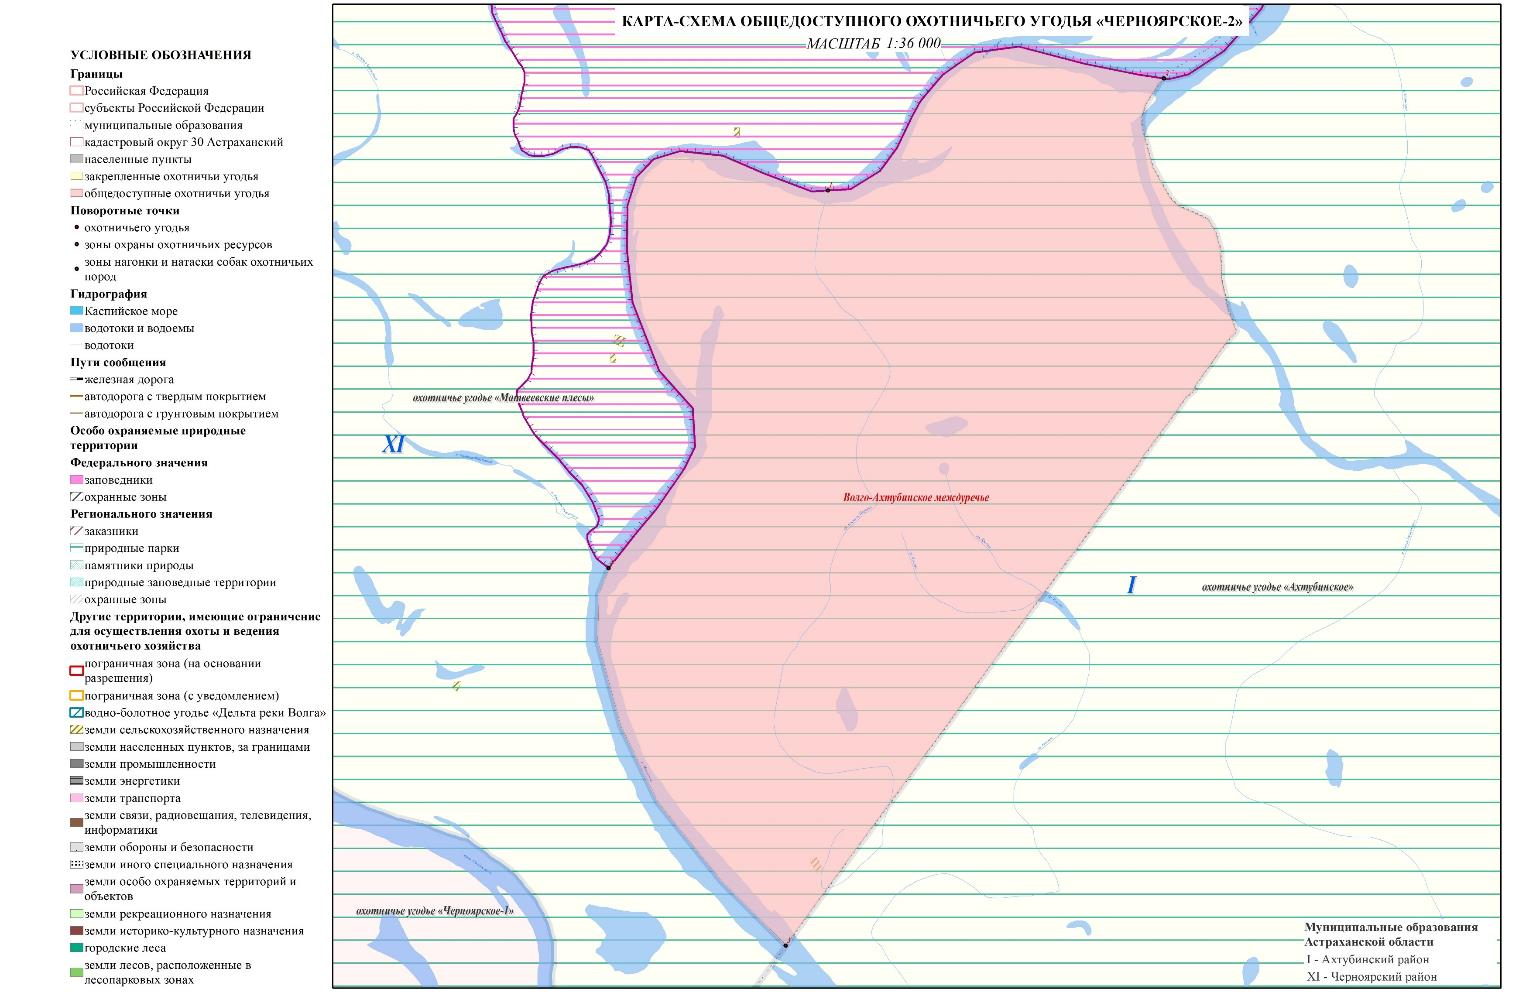 КАРТА-СХЕМА ОБЩЕДОСТУПНОГО ОХОТНИЧЬЕГО УГОДЬЯ «ЧЕРНОЯРСКОЕ-2»
МАСШТАБ 1:36 000
УСЛОВНЫЕ ОБОЗНАЧЕНИЯ
Границы
Российская Федерация
субъекты Российской Федерации
муниципальные образования
кадастровый округ 30 Астраханский
населенные пункты
закрепленные охотничьи угодья
общедоступные охотничьи угодья
Поворотные точки
охотничьего угодья
зоны охраны охотничьих ресурсов
зоны нагонки и натаски собак охотничьих
пород
Гидрография
Каспийское море
водотоки и водоемы
водотоки
Пути сообщения
железная дорога
автодорога с твердым покрытием
автодорога с грунтовым покрытием
Особо охраняемые природные
территории
Федерального значения
заповедники
охранные зоны
Регионального значения
заказники
природные парки
памятники природы
природные заповедные территории
охранные зоны
Другие территории, имеющие ограничение
для осуществления охоты и ведения
охотничьего хозяйства
пограничная зона (на основании
разрешения)
пограничная зона (с уведомлением)
водно-болотное угодье «Дельта реки Волга»
земли сельскохозяйственного назначения
земли населенных пунктов, за границами
земли промышленности
земли энергетики
земли транспорта
земли связи, радиовещания, телевидения,
информатики
земли обороны и безопасности
земли иного специального назначения
земли особо охраняемых территорий и
объектов
земли рекреационного назначения
земли историко-культурного назначения
городские леса
земли лесов, расположенные в
лесопарковых зонах
охотничье угодье «Матвеевские плесы»
XI
Волго-Ахтубинское междуречье
I
охотничье угодье «Ахтубинское»
охотничье угодье «Черноярское-1»
Муниципальные образования
Астраханской области
I - Ахтубинский район
XI - Черноярский район